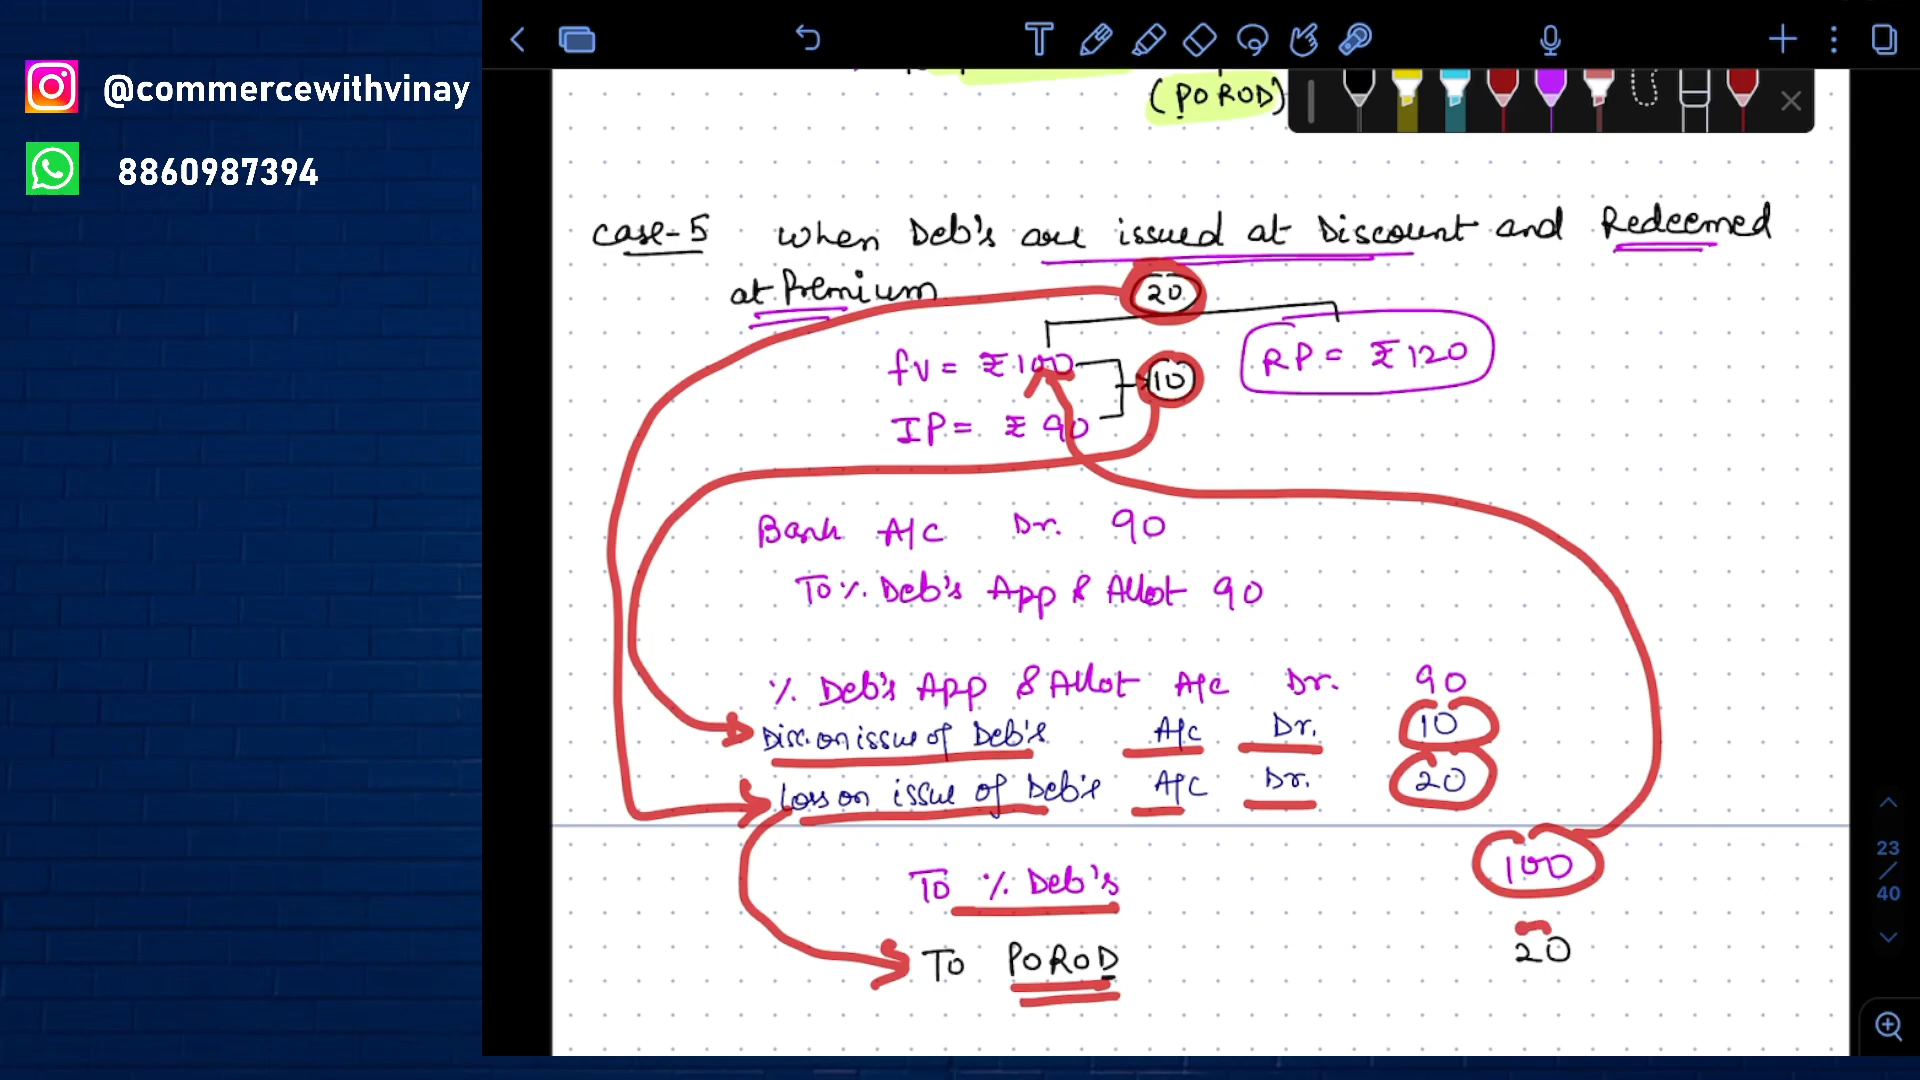 @commercewithvinay
8860987394
(POROD)
Case-5 When Deb's are issued at Discount and Redeemed
at Premium
20
fv = ₹100
10
RP = ₹120
IP = ₹ 90
Bank A/c Dr. 90
To % Deb's App & Allot 90
% Deb's App & Allot A/c Dr. 90
Disc. on issue of Deb's A/c Dr. 10
Loss on issue of Deb's A/c Dr. 20
To % Deb's 100
To POROD 20
23
/
40